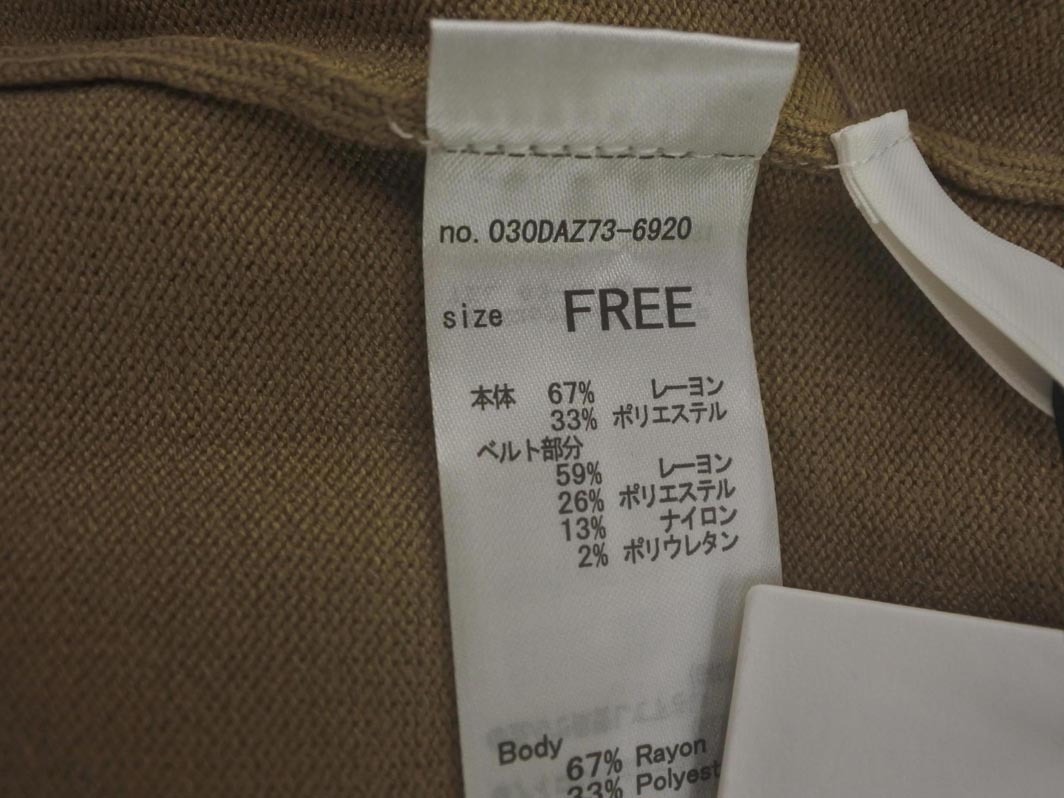 no. 030DAZ73-6920
size FREE
本体 67% レーヨン
33% ポリエステル
ベルト部分
59% レーヨン
26% ポリエステル
13% ナイロン
2% ポリウレタン
Body
67% Rayon
33%